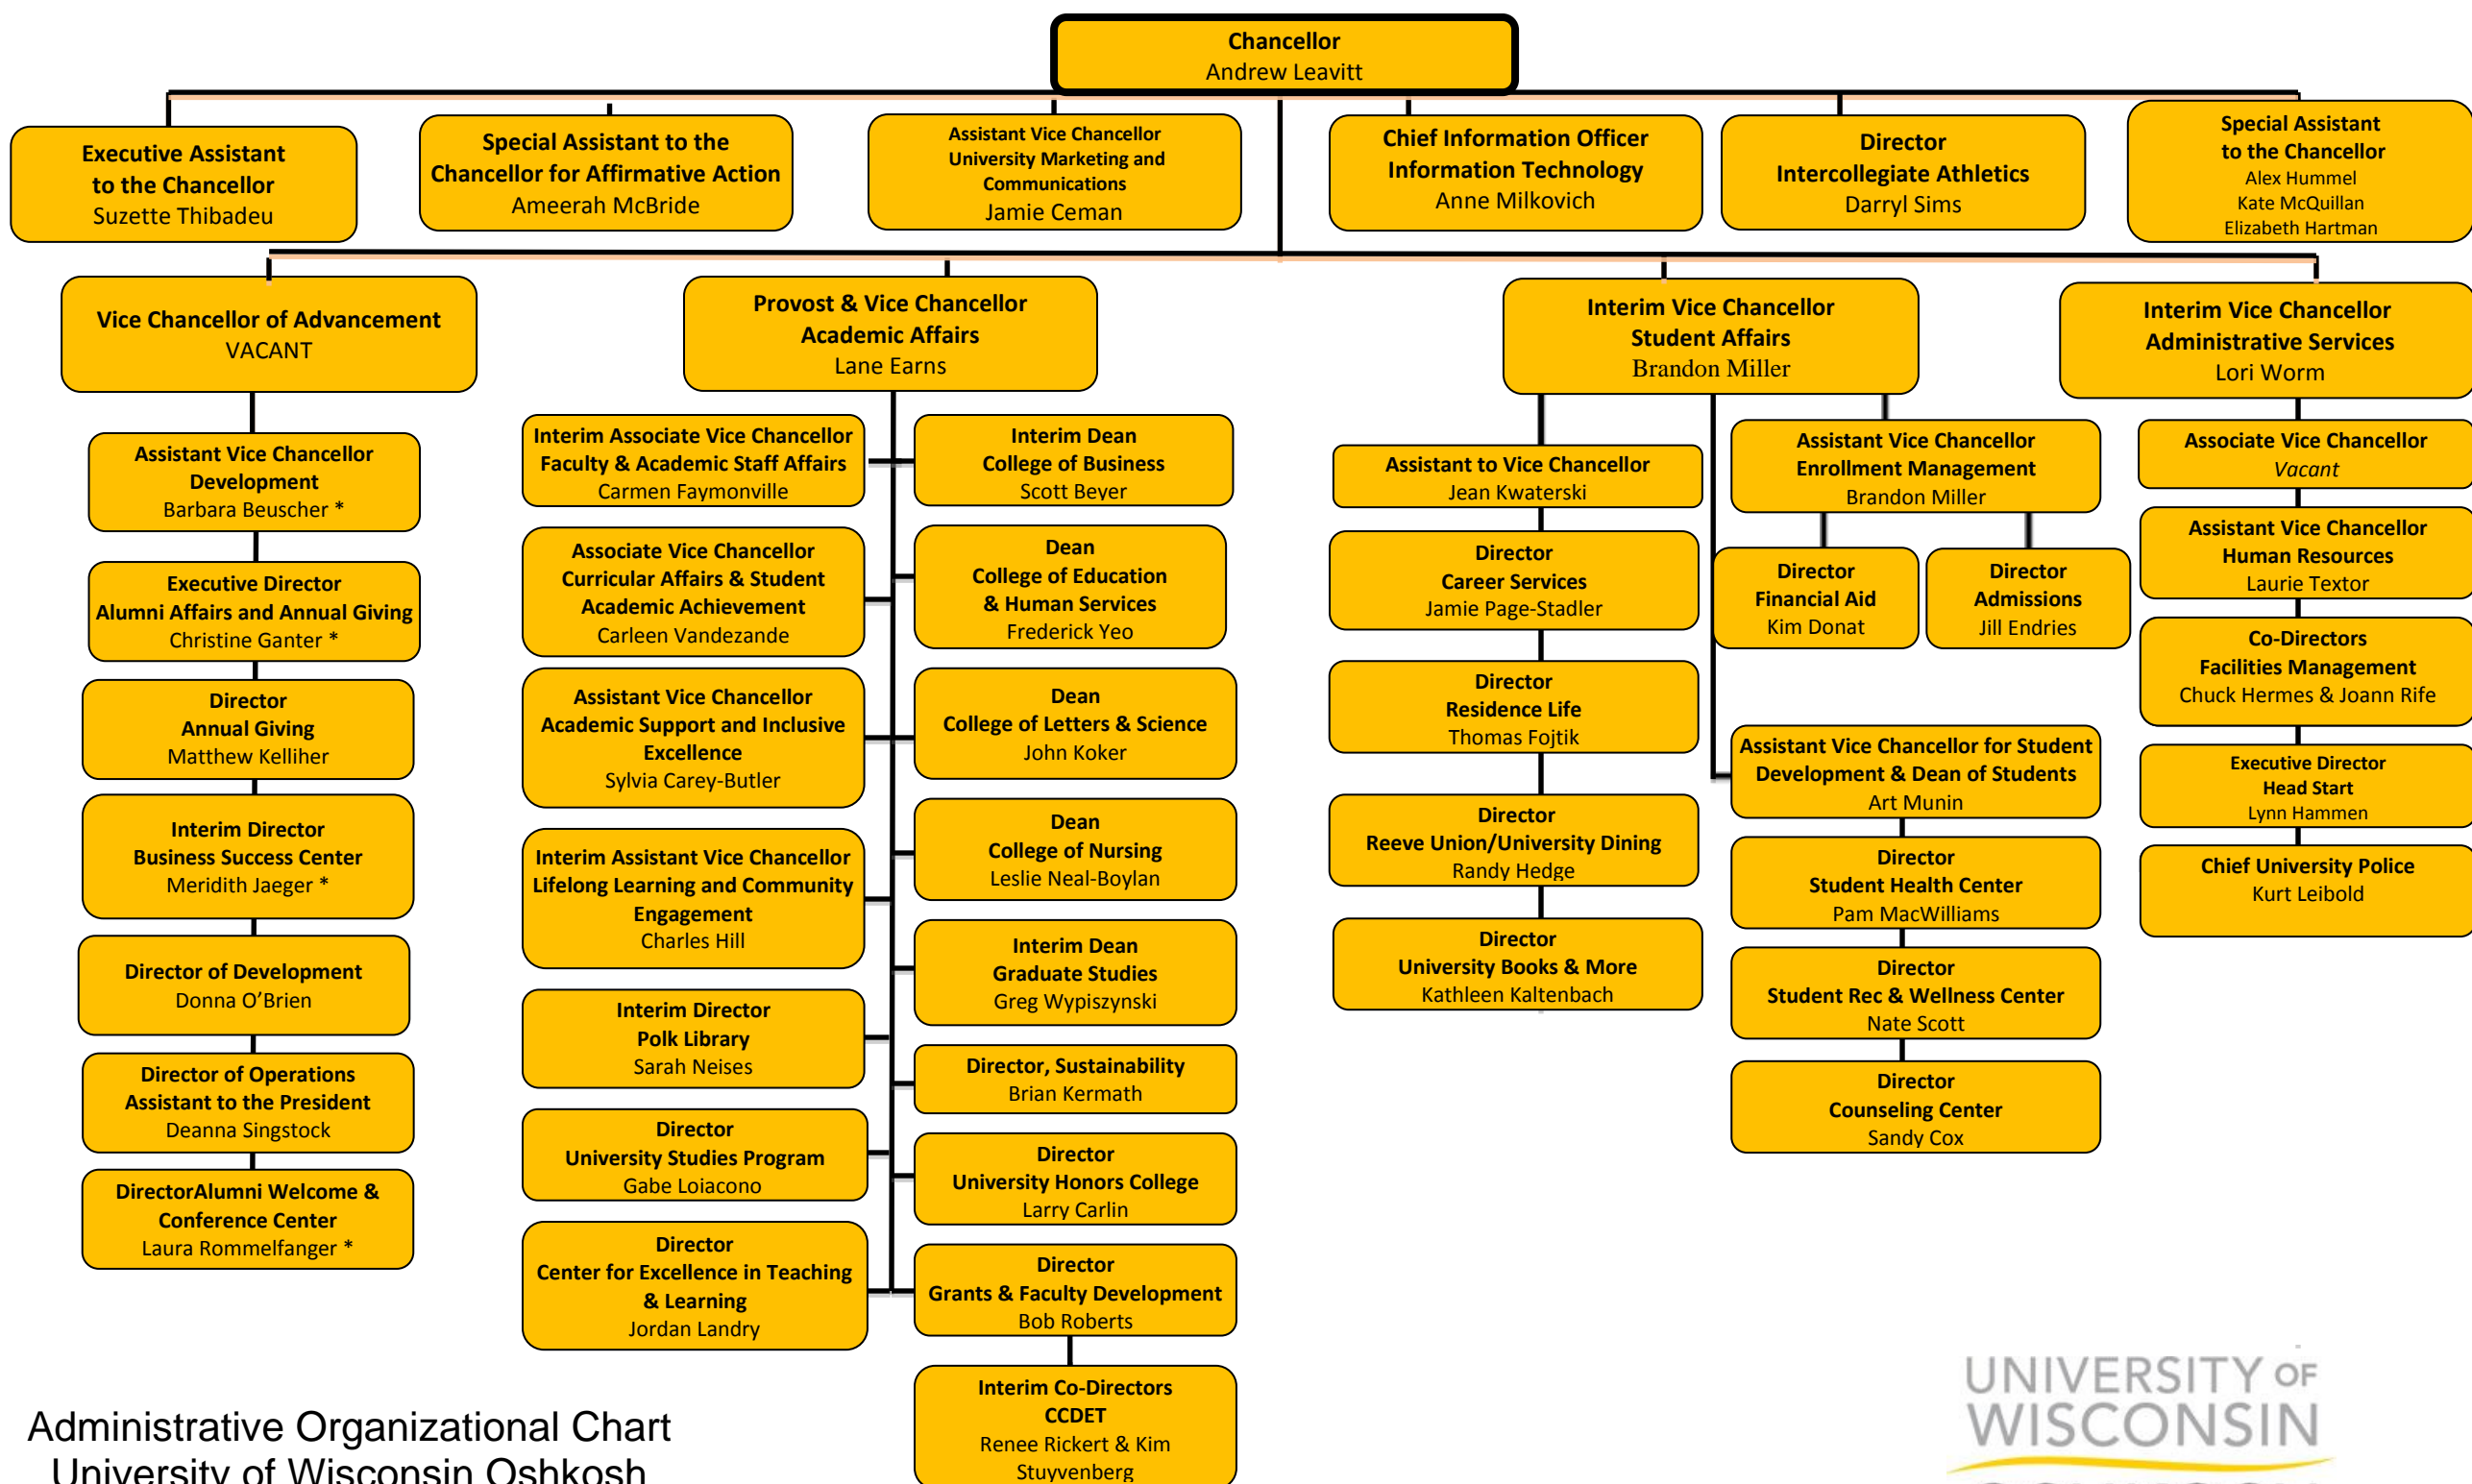 Chancellor
Andrew Leavitt
Executive Assistant
to the Chancellor
Suzette Thibadeu
Special Assistant to the
Chancellor for Affirmative Action
Ameerah McBride
Assistant Vice Chancellor
University Marketing and
Communications
Jamie Ceman
Chief Information Officer
Information Technology
Anne Milkovich
Director
Intercollegiate Athletics
Darryl Sims
Special Assistant
to the Chancellor
Alex Hummel
Kate McQuillan
Elizabeth Hartman
Vice Chancellor of Advancement
VACANT
Provost & Vice Chancellor
Academic Affairs
Lane Earns
Interim Vice Chancellor
Student Affairs
Brandon Miller
Interim Vice Chancellor
Administrative Services
Lori Worm
Assistant Vice Chancellor
Development
Barbara Beuscher *
Executive Director
Alumni Affairs and Annual Giving
Christine Ganter *
Director
Annual Giving
Matthew Kelliher
Interim Director
Business Success Center
Meridith Jaeger *
Director of Development
Donna O’Brien
Director of Operations
Assistant to the President
Deanna Singstock
DirectorAlumni Welcome &
Conference Center
Laura Rommelfanger *
Interim Associate Vice Chancellor
Faculty & Academic Staff Affairs
Carmen Faymonville
Associate Vice Chancellor
Curricular Affairs & Student
Academic Achievement
Carleen Vandezande
Assistant Vice Chancellor
Academic Support and Inclusive
Excellence
Sylvia Carey-Butler
Interim Assistant Vice Chancellor
Lifelong Learning and Community
Engagement
Charles Hill
Interim Director
Polk Library
Sarah Neises
Director
University Studies Program
Gabe Loiacono
Director
Center for Excellence in Teaching
& Learning
Jordan Landry
Interim Dean
College of Business
Scott Beyer
Dean
College of Education
& Human Services
Frederick Yeo
Dean
College of Letters & Science
John Koker
Dean
College of Nursing
Leslie Neal-Boylan
Interim Dean
Graduate Studies
Greg Wypiszynski
Director, Sustainability
Brian Kermath
Director
University Honors College
Larry Carlin
Director
Grants & Faculty Development
Bob Roberts
Interim Co-Directors
CCDET
Renee Rickert & Kim
Stuyvenberg
Assistant to Vice Chancellor
Jean Kwaterski
Director
Career Services
Jamie Page-Stadler
Director
Residence Life
Thomas Fojtik
Director
Reeve Union/University Dining
Randy Hedge
Director
University Books & More
Kathleen Kaltenbach
Assistant Vice Chancellor
Enrollment Management
Brandon Miller
Director
Financial Aid
Kim Donat
Director
Admissions
Jill Endries
Assistant Vice Chancellor for Student
Development & Dean of Students
Art Munin
Director
Student Health Center
Pam MacWilliams
Director
Student Rec & Wellness Center
Nate Scott
Director
Counseling Center
Sandy Cox
Associate Vice Chancellor
Vacant
Assistant Vice Chancellor
Human Resources
Laurie Textor
Co-Directors
Facilities Management
Chuck Hermes & Joann Rife
Executive Director
Head Start
Lynn Hammen
Chief University Police
Kurt Leibold
Administrative Organizational Chart
University of Wisconsin Oshkosh
UNIVERSITY OF
WISCONSIN